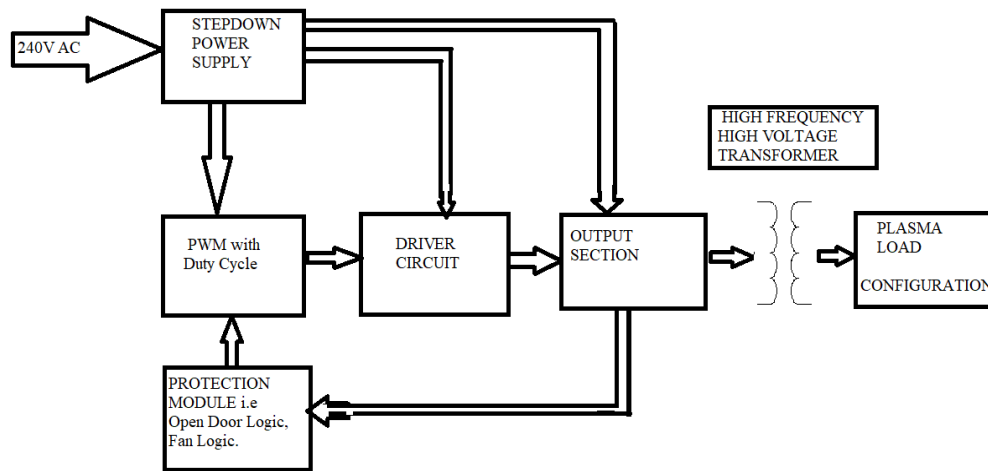 240V AC
STEPDOWN
POWER
SUPPLY
HIGH FREQUENCY
HIGH VOLTAGE
TRANSFORMER
PWM with
Duty Cycle
DRIVER
CIRCUIT
OUTPUT
SECTION
PLASMA
LOAD
CONFIGURATION
PROTECTION
MODULE i.e
Open Door Logic,
Fan Logic.